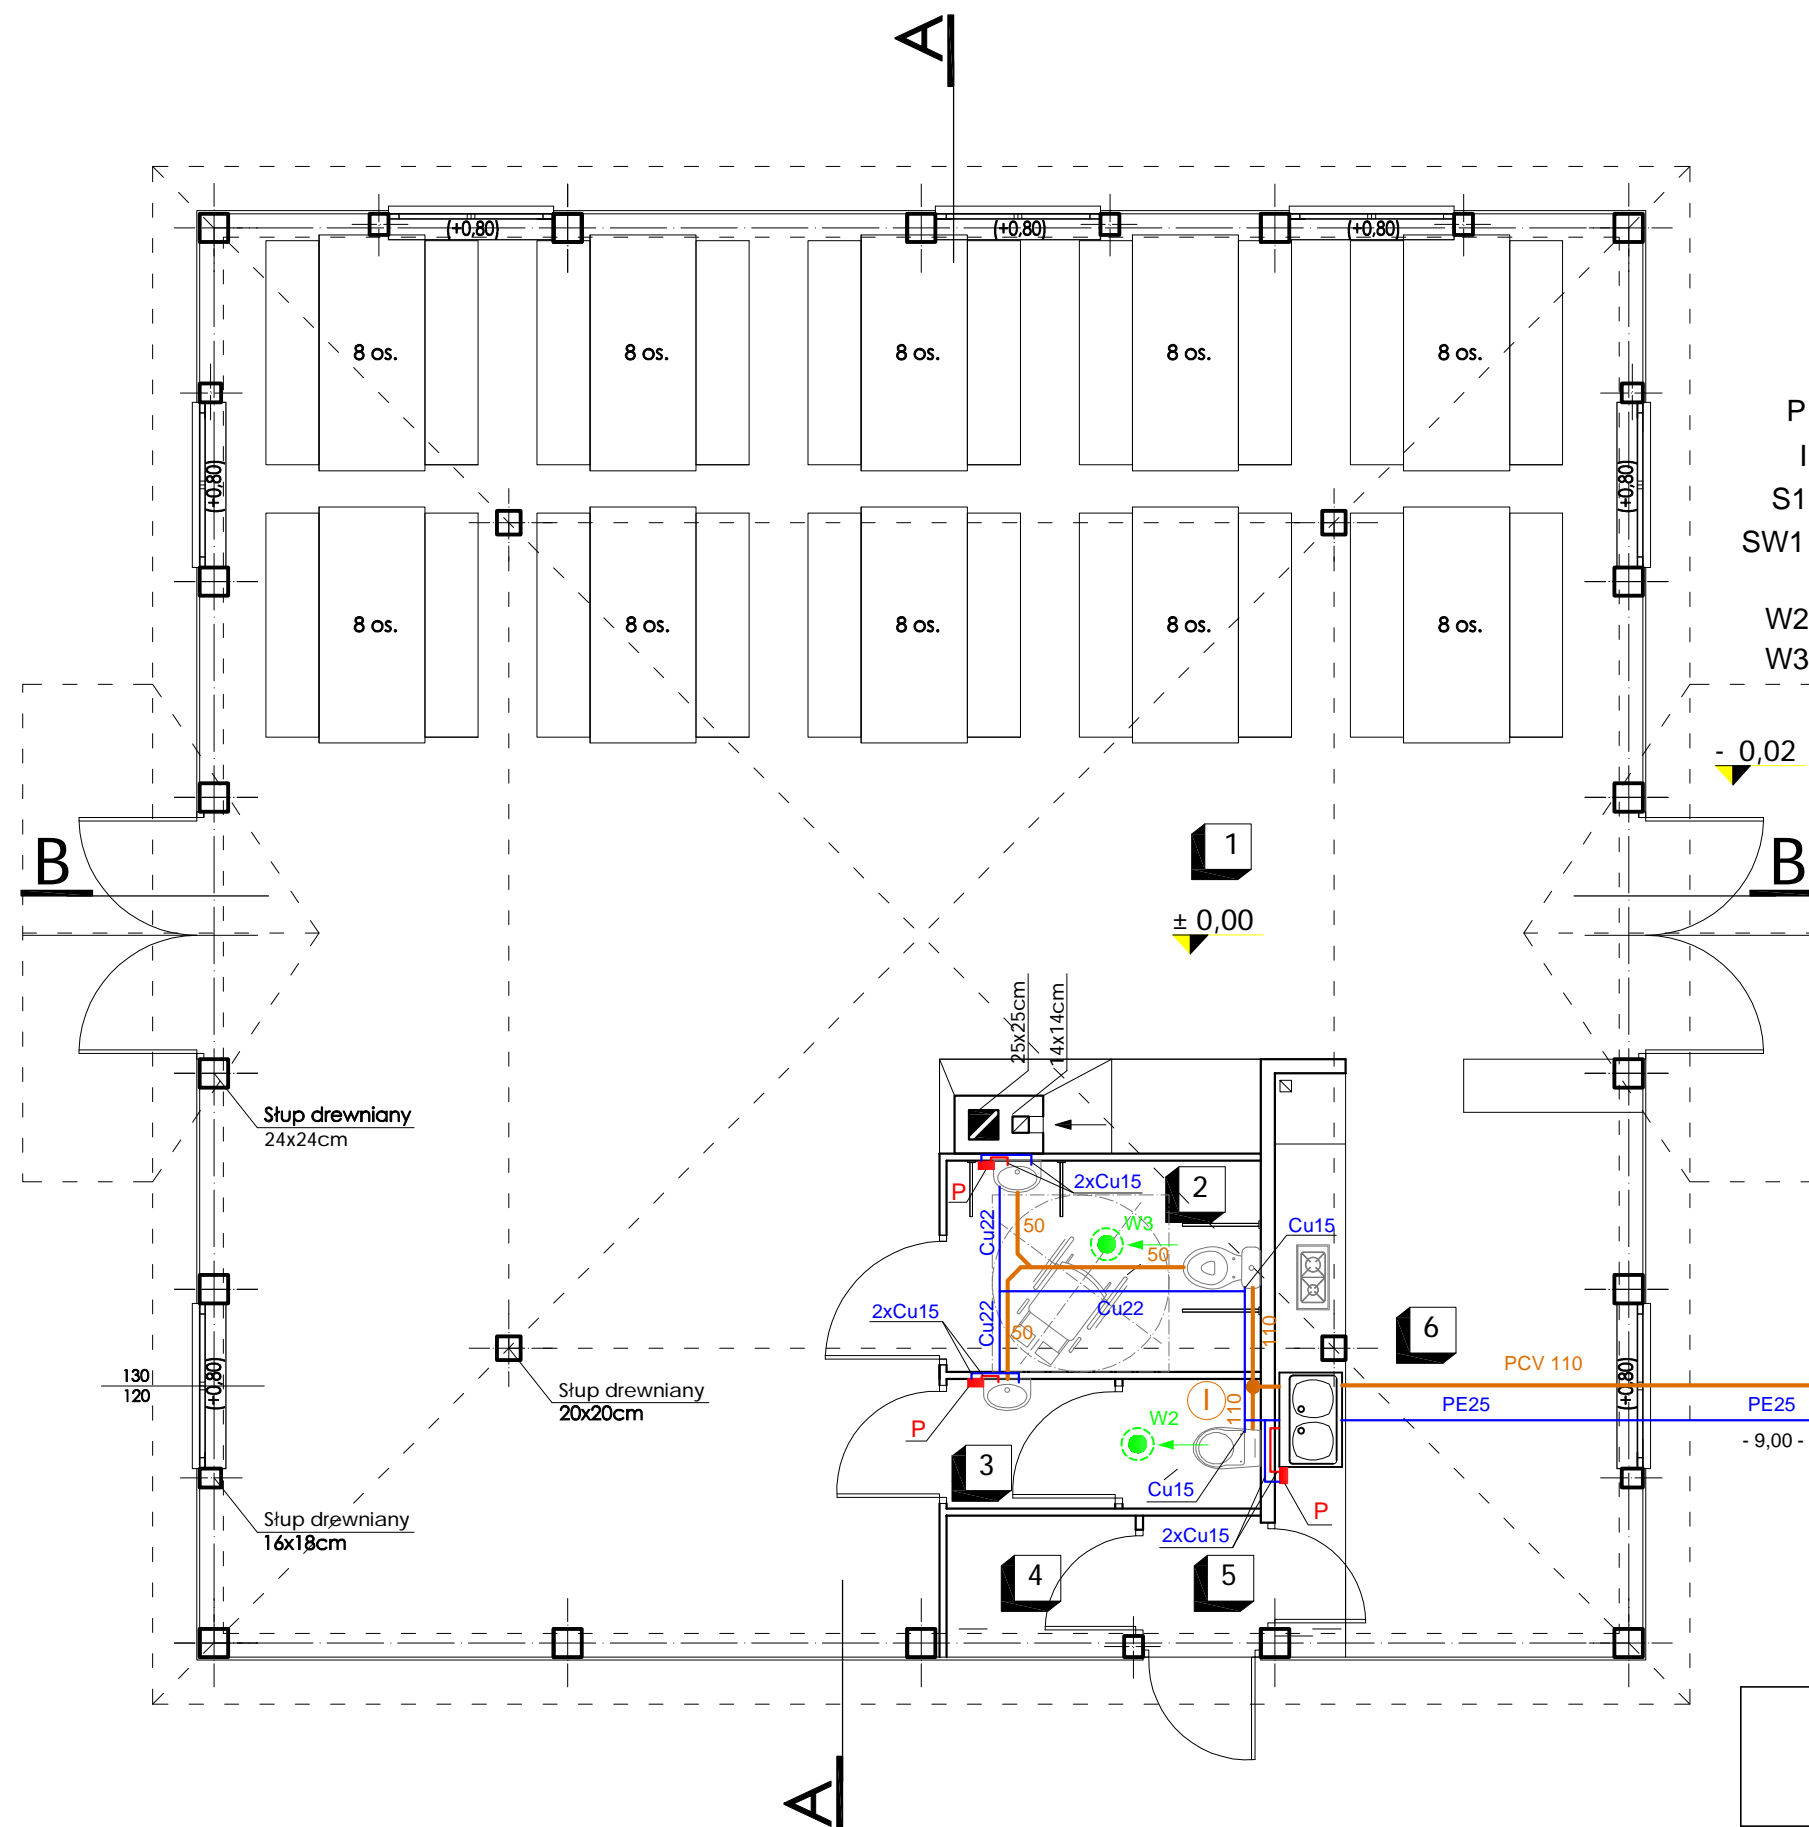 A
(+0,80)
(+0,80)
(+0,80)
8 os.
8 os.
8 os.
8 os.
8 os.
P
I
(+0,80)
(+0,80)
S1
SW1
8 os.
8 os.
8 os.
8 os.
8 os.
W2
W3
- 0,02
1
B
B
± 0,00
25x25cm
14x14cm
Słup drewniany
24x24cm
P
2xCu15
2
Cu22
50
W3
50
Cu15
2xCu15
Cu22
50
Cu22
110
6
130
120
(+0,80)
Słup drewniany
20x20cm
PCV 110
(+0,80)
I
110
PE25
PE25
P
W2
- 9,00 -
3
Cu15
Słup drewniany
16x18cm
2xCu15
P
4
5
A